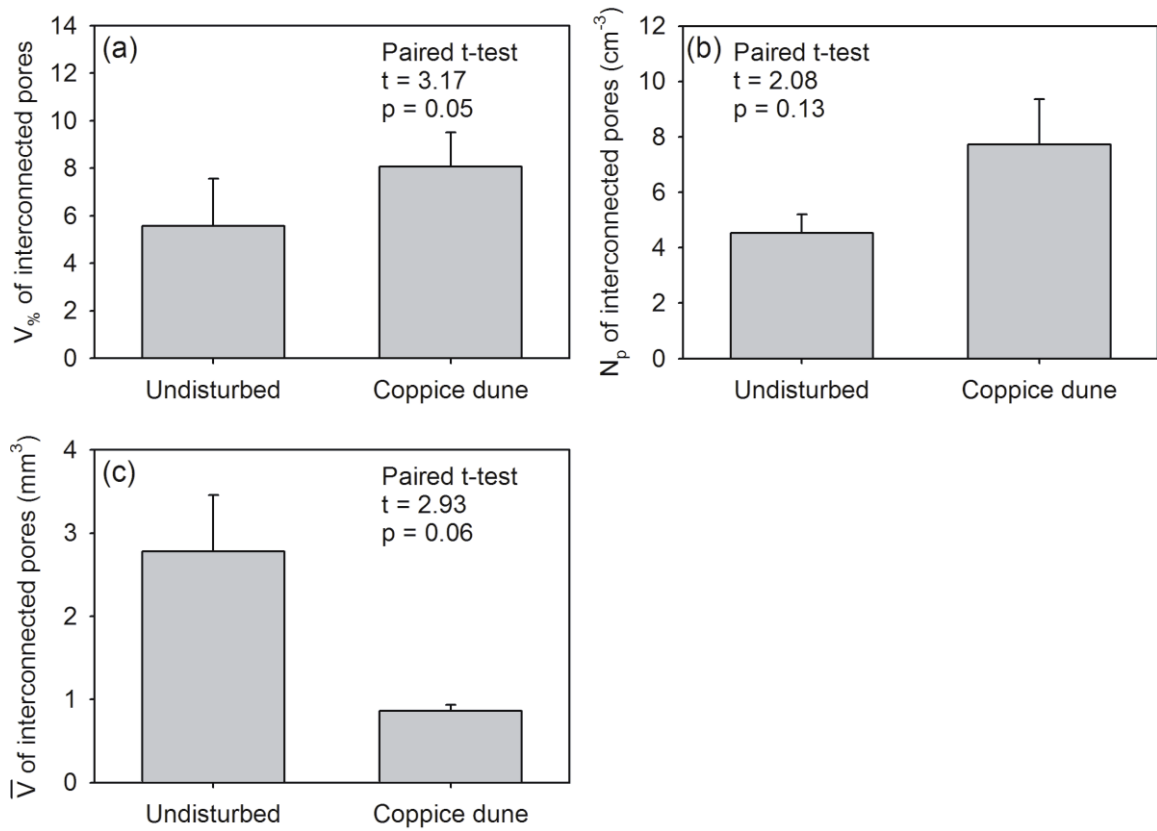 (a)
Paired t-test
t = 3.17
p = 0.05
V% of interconnected pores
14
12
10
8
6
4
2
0
Undisturbed
Coppice dune
(b)
Paired t-test
t = 2.08
p = 0.13
Np of interconnected pores (cm-3)
12
10
8
6
4
2
0
Undisturbed
Coppice dune
(c)
Paired t-test
t = 2.93
p = 0.06
V̅ of interconnected pores (mm3)
4
3
2
1
0
Undisturbed
Coppice dune